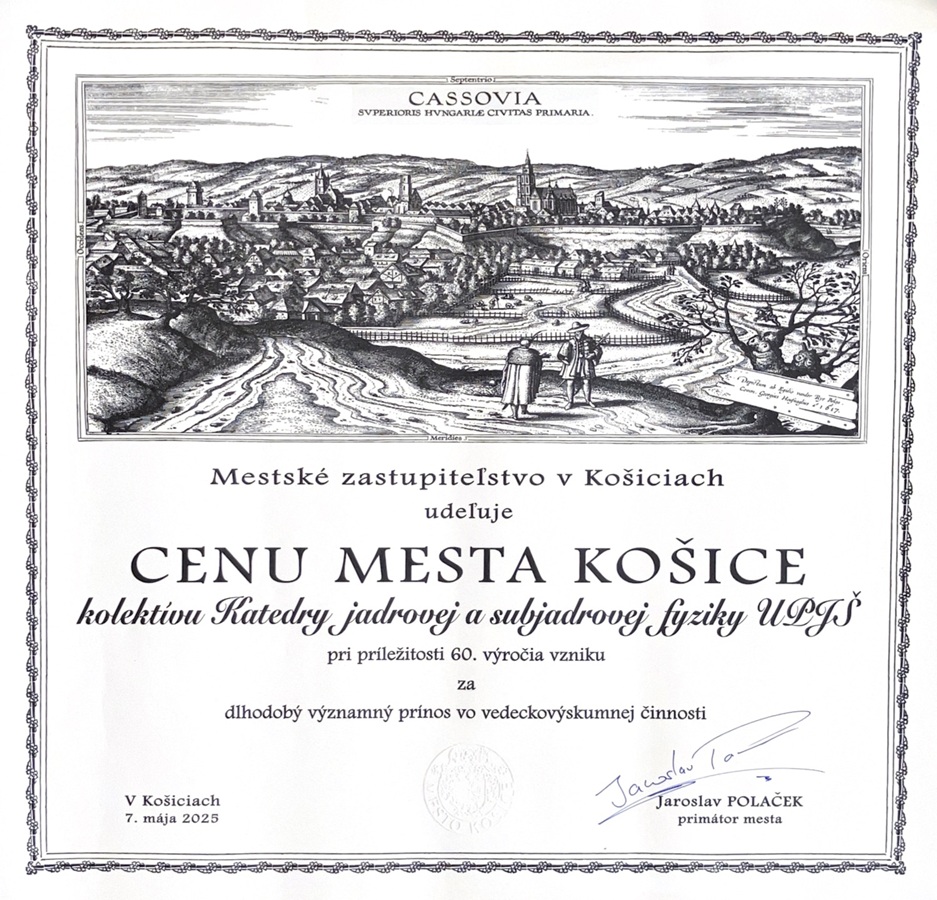 Septentrio
CASSOVIA
SVPERIORIS HVNGARIÆ CIVITAS PRIMARIA.
Occidens
Oriens
Meridies
Mestské zastupiteľstvo v Košiciach
udeľuje
CENU MESTA KOŠICE
kolektívu Katedry jadrovej a subjadrovej fyziky UPJŠ
pri príležitosti 60. výročia vzniku
za
dlhodobý významný prínos vo vedeckovýskumnej činnosti
V Košiciach
7. mája 2025
Jaroslav POLAČEK
primátor mesta